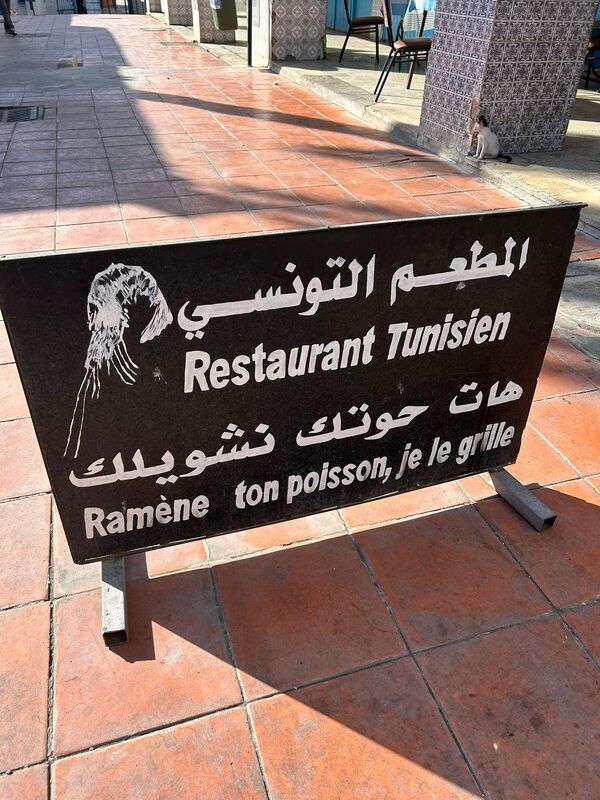 المطعم التونسي
Restaurant Tunisien
هات حوتك نشويلك
Ramène ton poisson, je le grille